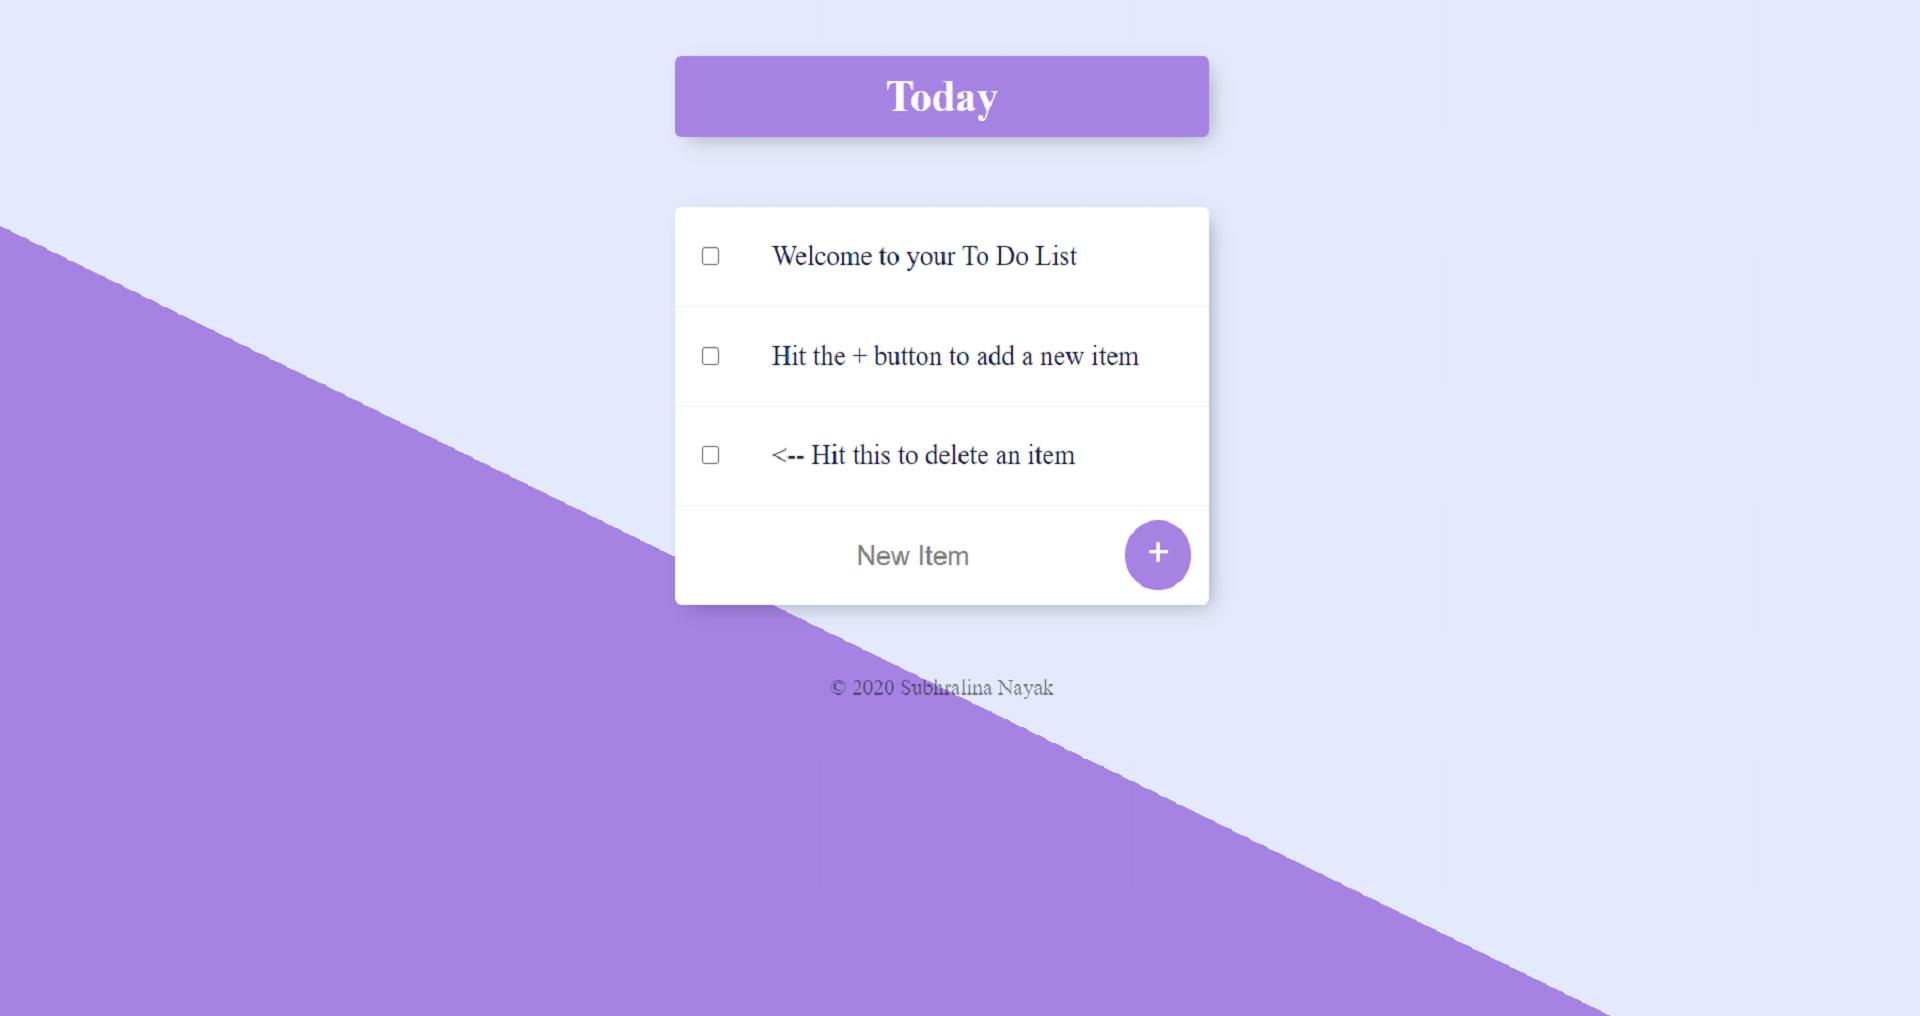 Today
Welcome to your To Do List
Hit the + button to add a new item
<-- Hit this to delete an item
New Item +
© 2020 Subhralina Nayak